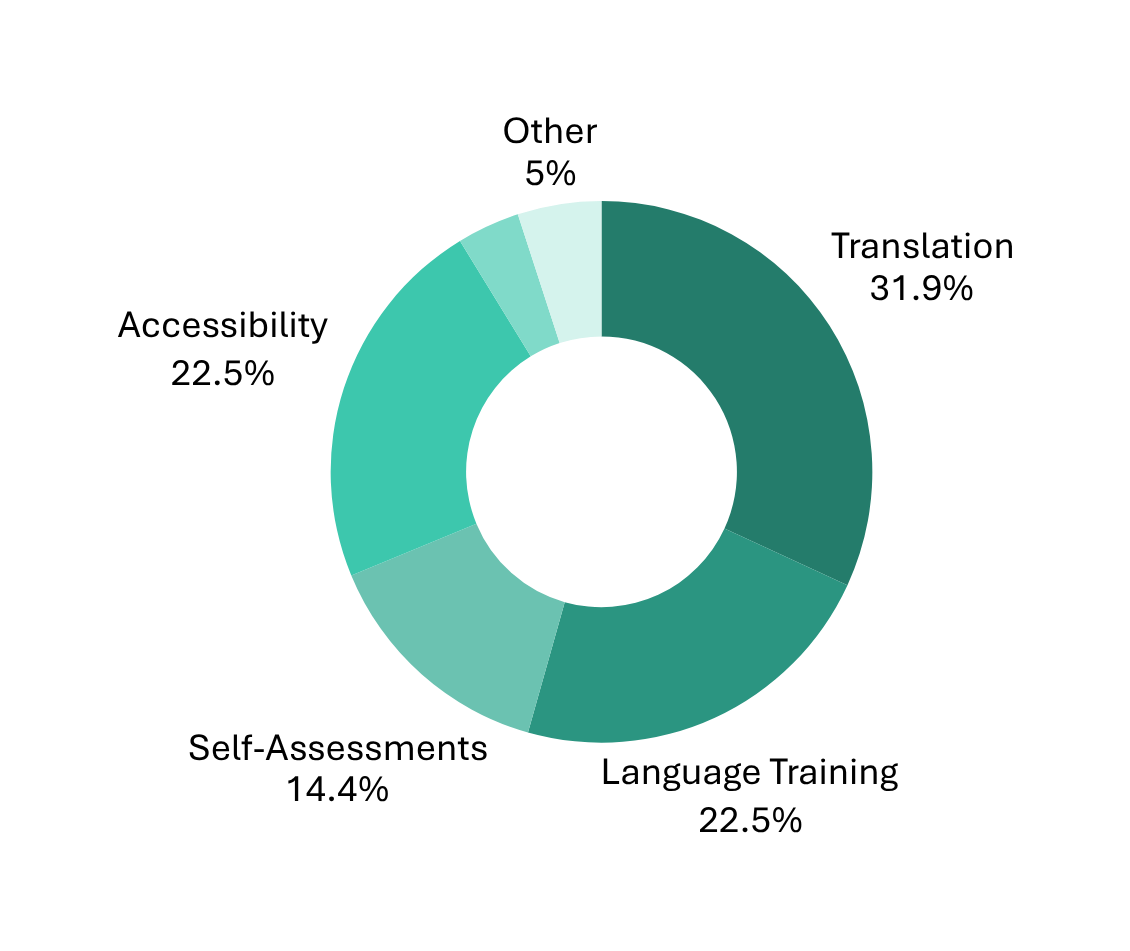 Other
5%
Translation
31.9%
Accessibility
22.5%
Self-Assessments
14.4%
Language Training
22.5%